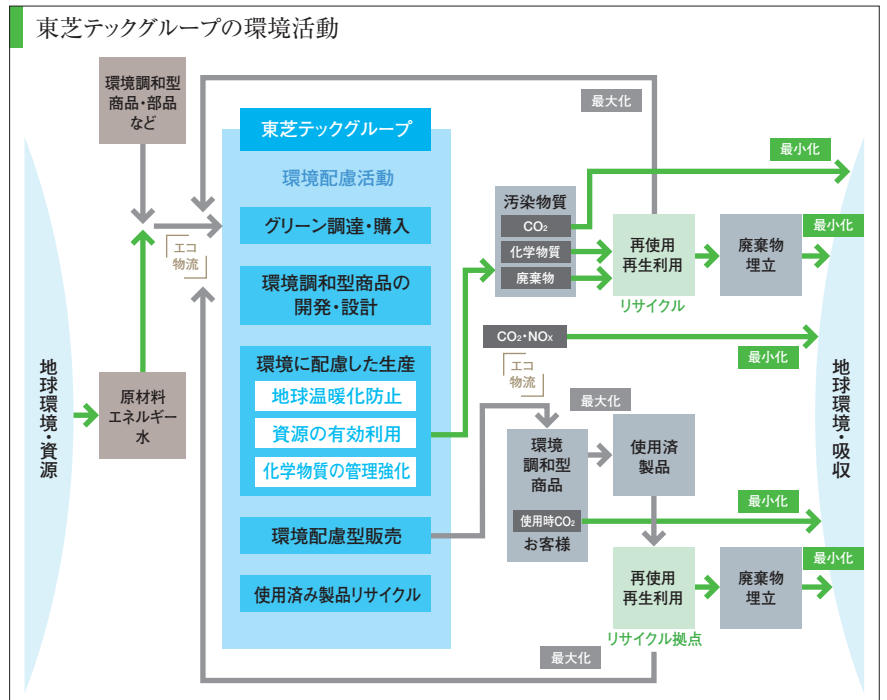 東芝テックグループの環境活動
環境調和型
商品・部品
など
最大化
東芝テックグループ
環境配慮活動
グリーン調達・購入
環境調和型商品の
開発・設計
環境に配慮した生産
地球温暖化防止
資源の有効利用
化学物質の管理強化
環境配慮型販売
使用済み製品リサイクル
エコ
物流
地球環境・資源
原材料
エネルギー
水
汚染物質
CO₂
化学物質
廃棄物
再使用
再生利用
リサイクル
廃棄物
埋立
最小化
最小化
CO₂・NOx
最小化
エコ
物流
最大化
環境
調和型
商品
使用時CO₂
お客様
使用済
製品
最小化
再使用
再生利用
リサイクル拠点
廃棄物
埋立
最小化
最大化
地球環境・吸収